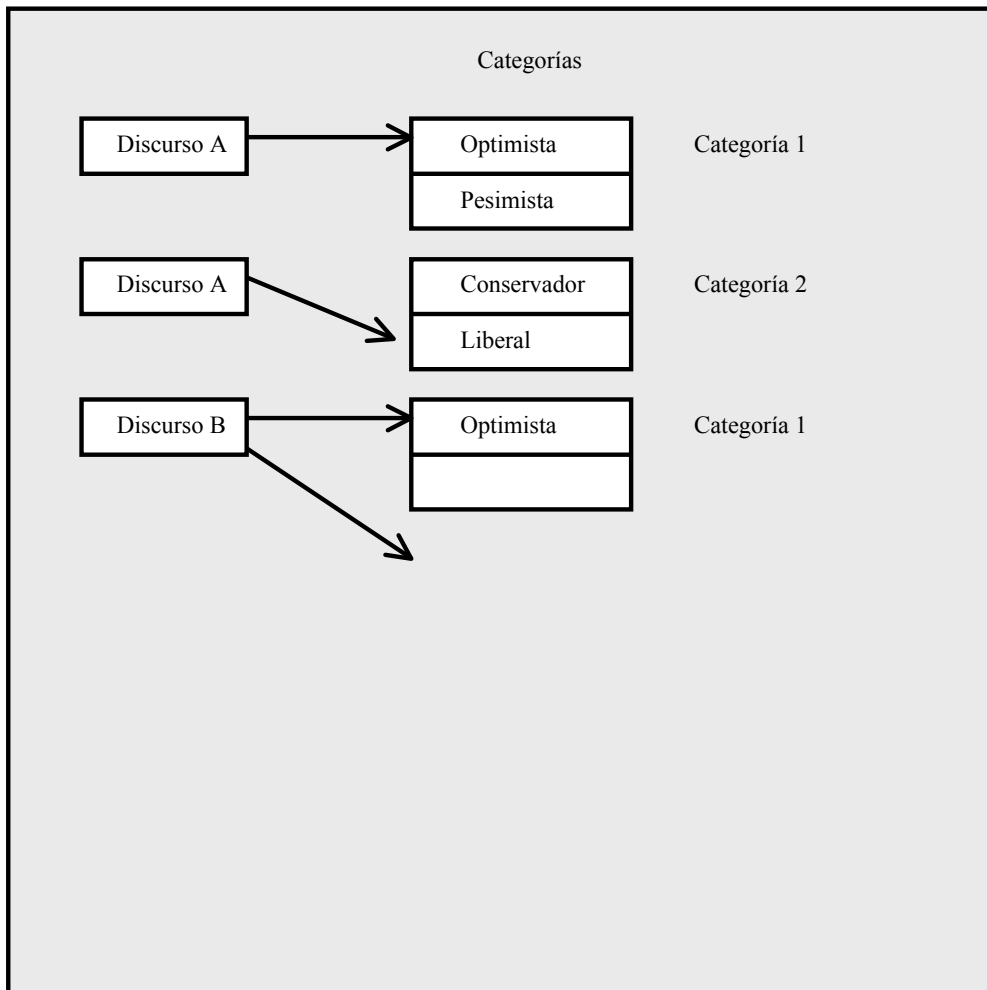 Categorías
Discurso A Optimista Categoría 1
Pesimista
Discurso A Conservador Categoría 2
Liberal
Discurso B Optimista Categoría 1